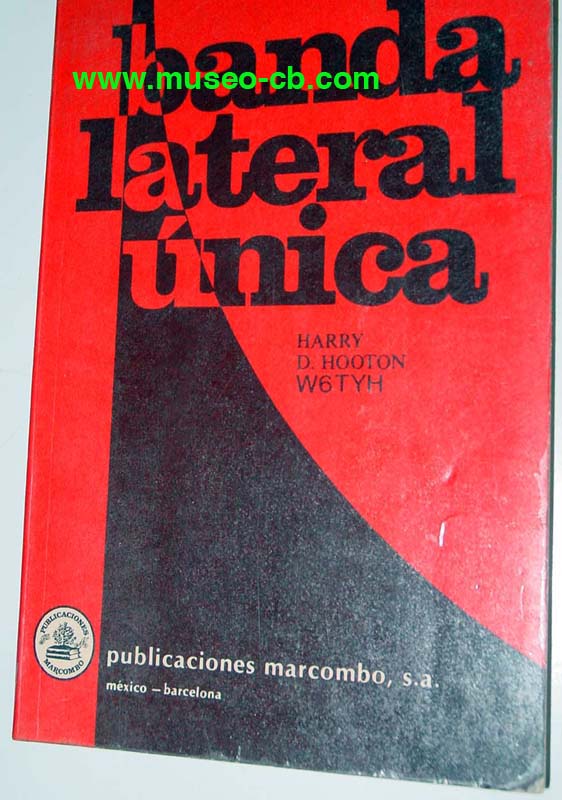 banda
www.museo-cb.com
lateral
única
HARRY
D. HOOTON
W6TYH
PUBLICACIONES
MARCOMBO
publicaciones marcombo, s.a.
méxico – barcelona